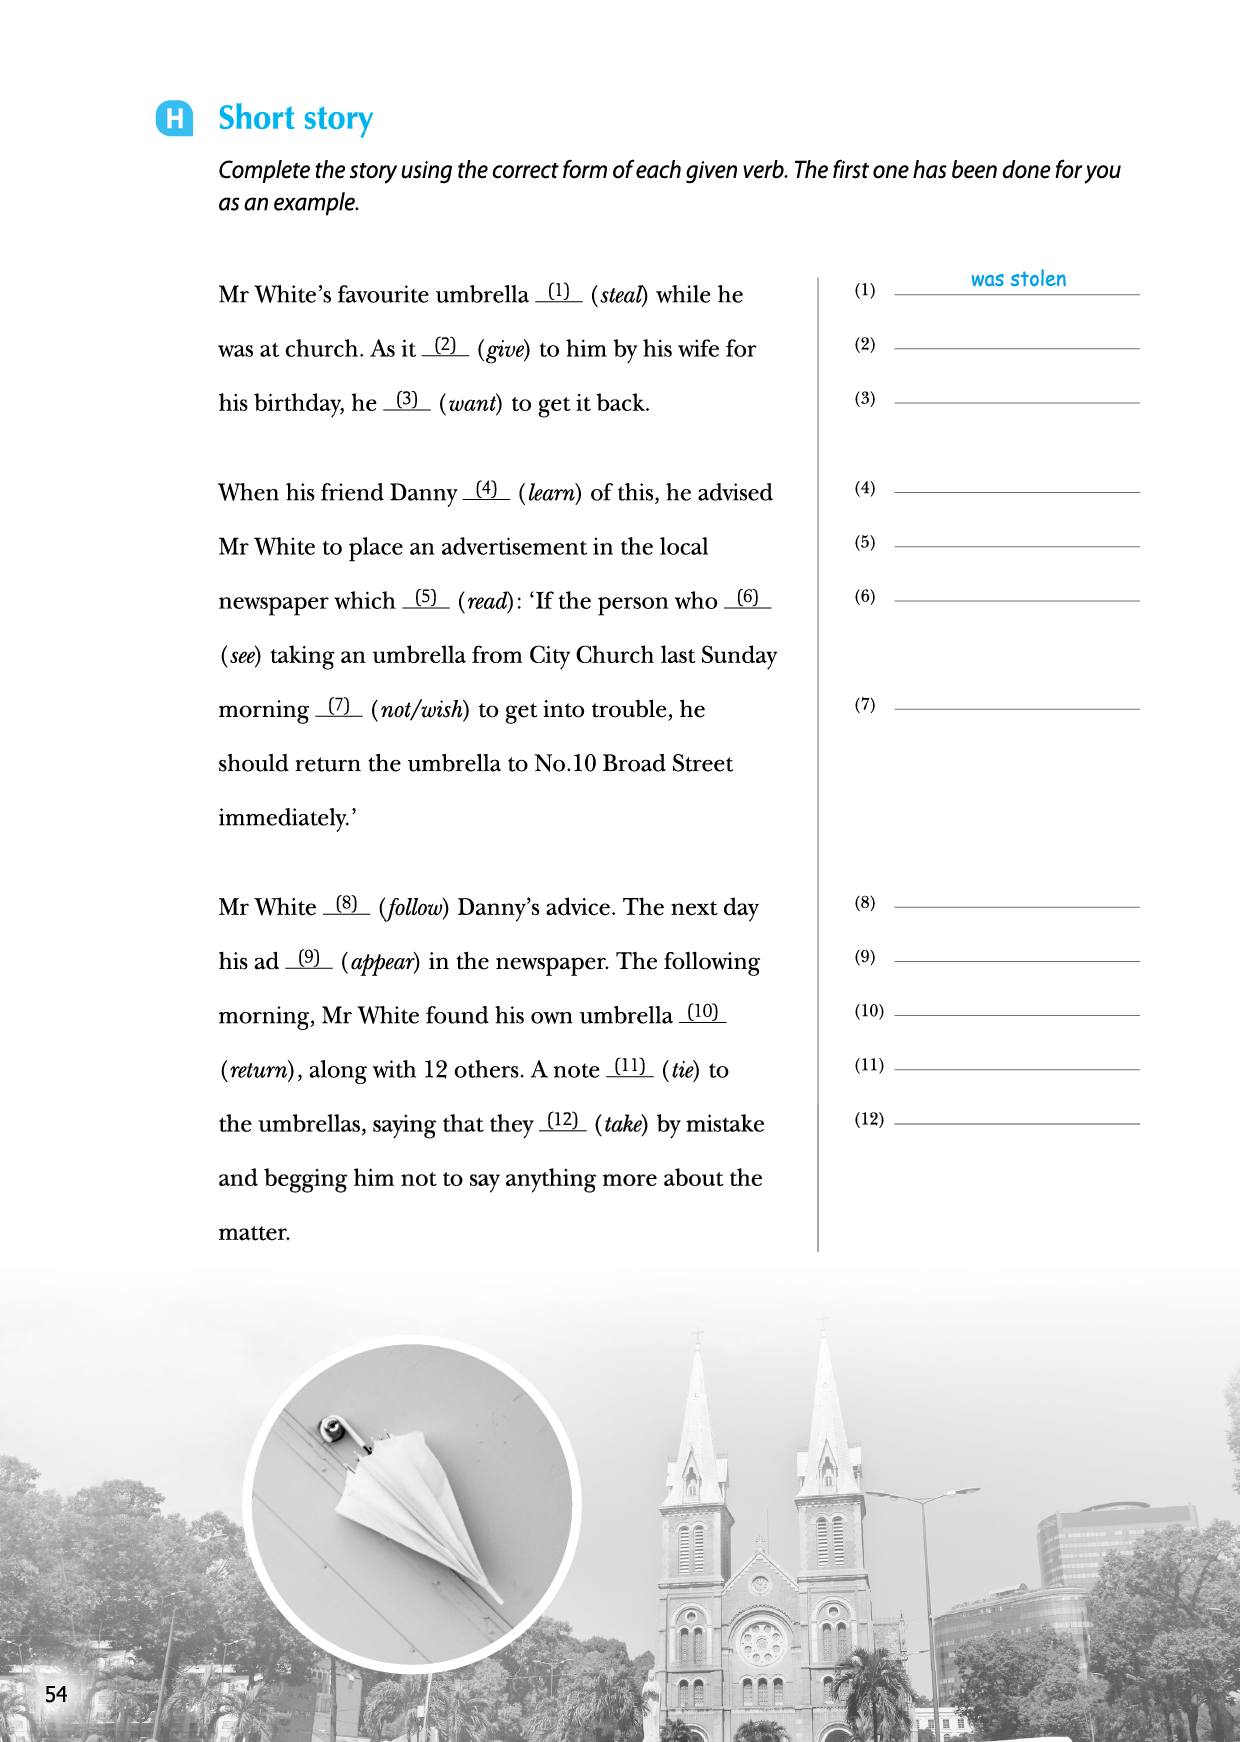 H Short story
Complete the story using the correct form of each given verb. The first one has been done for you
as an example.
Mr White’s favourite umbrella (1) (steal) while he
was at church. As it (2) (give) to him by his wife for
his birthday, he (3) (want) to get it back.
When his friend Danny (4) (learn) of this, he advised
Mr White to place an advertisement in the local
newspaper which (5) (read): ‘If the person who (6)
(see) taking an umbrella from City Church last Sunday
morning (7) (not/wish) to get into trouble, he
should return the umbrella to No.10 Broad Street
immediately.’
Mr White (8) (follow) Danny’s advice. The next day
his ad (9) (appear) in the newspaper. The following
morning, Mr White found his own umbrella (10)
(return), along with 12 others. A note (11) (tie) to
the umbrellas, saying that they (12) (take) by mistake
and begging him not to say anything more about the
matter.
(1) was stolen
(2)
(3)
(4)
(5)
(6)
(7)
(8)
(9)
(10)
(11)
(12)
54